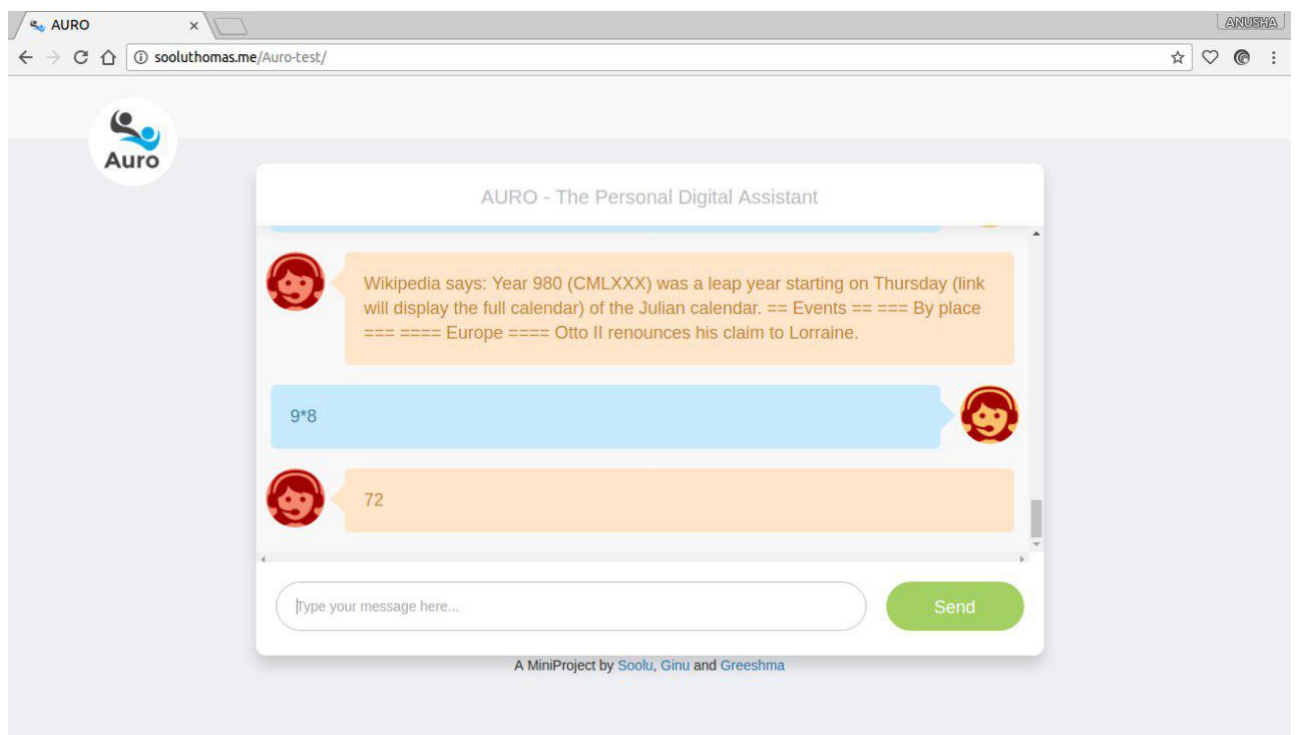 AURO
ANUSHA
sooluthomas.me/Auro-test/
Auro
AURO - The Personal Digital Assistant
Wikipedia says: Year 980 (CMLXXX) was a leap year starting on Thursday (link
will display the full calendar) of the Julian calendar. == Events == === By place
=== ==== Europe ==== Otto II renounces his claim to Lorraine.
9*8
72
Type your message here...
Send
A MiniProject by Soolu, Ginu and Greeshma